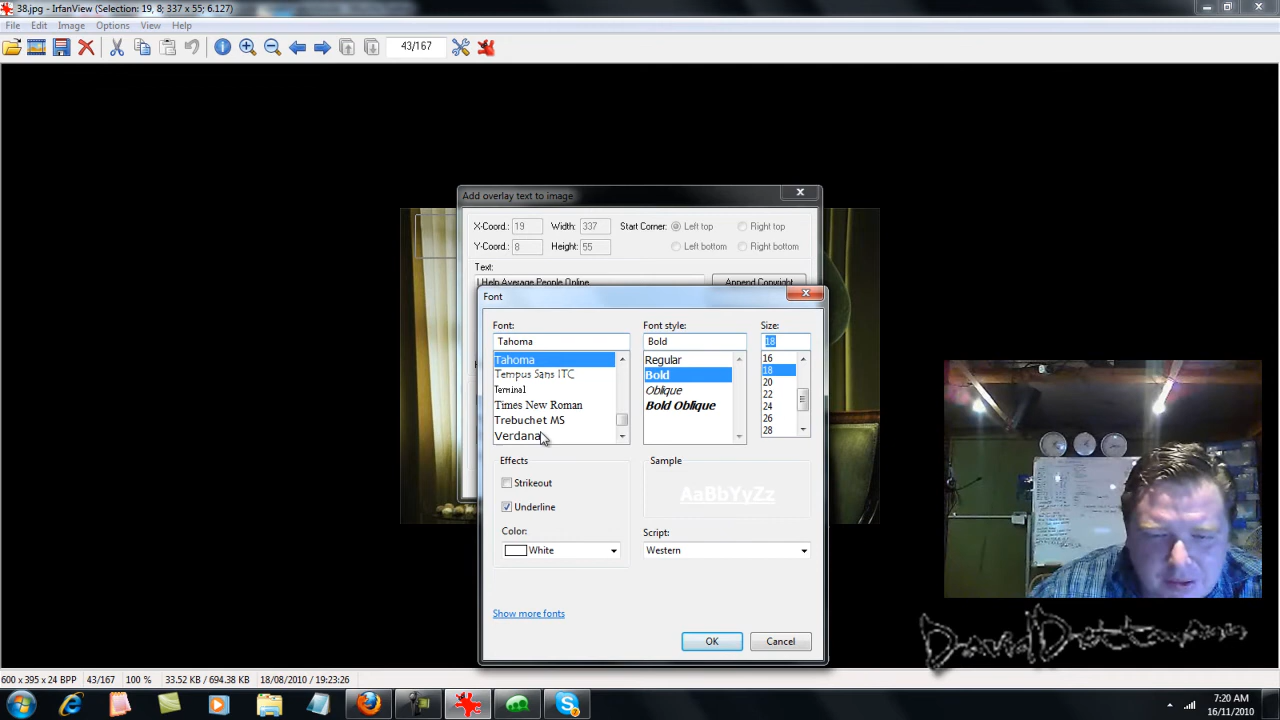 38.jpg - IrfanView (Selection: 19, 8; 337 x 55; 6.127)
File Edit Image Options View Help
43/167
Add overlay text to image
X-Coord.: 19 Width: 337 Start Corner: Left top Right top
Y-Coord.: 8 Height: 55 Left bottom Right bottom
Text:
I Help Average People Online Append Copyright
Font
Font: Font style: Size:
Tahoma Bold 18
Tahoma Regular 16
Tempus Sans ITC Bold 18
Terminal Oblique 20
Times New Roman Bold Oblique 22
Trebuchet MS 24
Verdana 26
28
Effects Sample
Strikeout
AaBbYyZz
Underline
Color: Script:
White Western
Show more fonts
OK Cancel
600 x 395 x 24 BPP 43/167 100 % 33.52 KB / 694.38 KB 18/08/2010 / 19:23:26
7:20 AM
16/11/2010